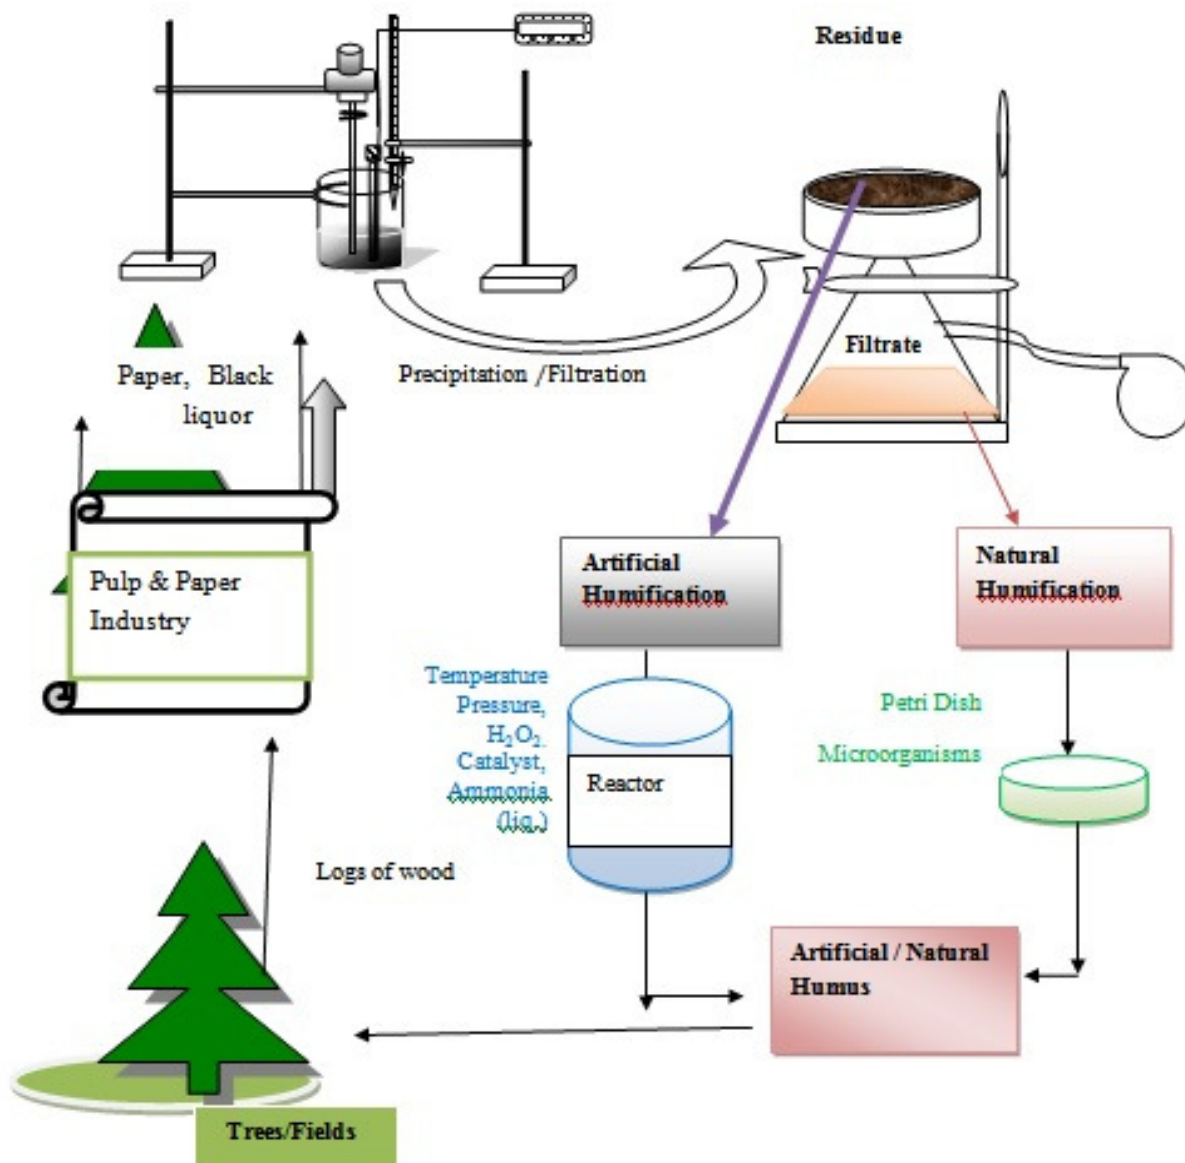 Residue
Filtrate
Precipitation /Filtration
Paper, Black
liquor
Pulp & Paper
Industry
Artificial
Humification
Natural
Humification
Temperature
Pressure,
H₂O₂.
Catalyst,
Ammonia
(liq.)
Reactor
Petri Dish
Microorganisms
Logs of wood
Artificial / Natural
Humus
Trees/Fields